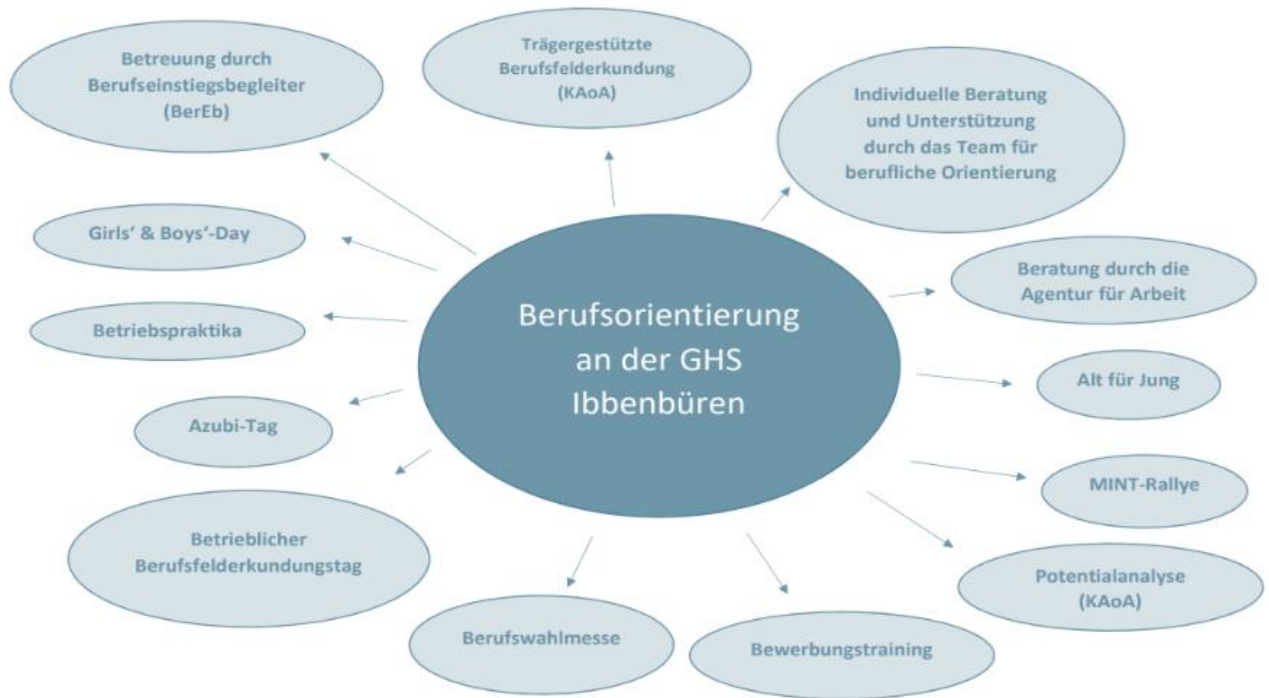 Betreuung durch
Berufseinstiegsbegleiter
(BerEb)
Trägergestützte
Berufsfelderkundung
(KAoA)
Individuelle Beratung
und Unterstützung
durch das Team für
berufliche Orientierung
Girls‘ & Boys‘-Day
Beratung durch die
Agentur für Arbeit
Betriebspraktika
Berufsorientierung
an der GHS
Ibbenbüren
Alt für Jung
Azubi-Tag
MINT-Rallye
Betrieblicher
Berufsfelderkundungstag
Potentialanalyse
(KAoA)
Berufswahlmesse
Bewerbungstraining